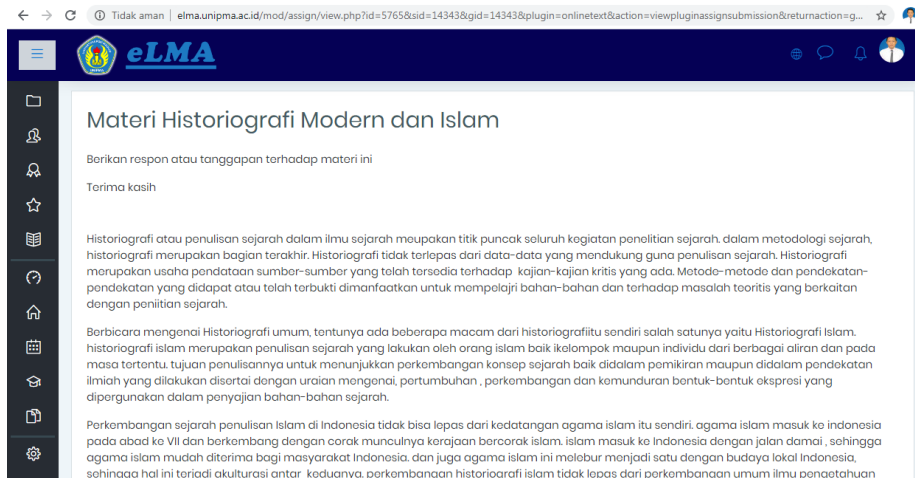 Tidak aman | elma.unipma.ac.id/mod/assign/view.php?id=5765&sid=14343&gid=14343&plugin=onlinetext&action=viewpluginassignsubmission&returnaction=g...
eLMA
Materi Historiografi Modern dan Islam
Berikan respon atau tanggapan terhadap materi ini
Terima kasih
Historiografi atau penulisan sejarah dalam ilmu sejarah meupakan titik puncak seluruh kegiatan penelitian sejarah. dalam metodologi sejarah,
historiografi merupakan bagian terakhir. Historiografi tidak terlepas dari data-data yang mendukung guna penulisan sejarah. Historiografi
merupakan usaha pendataan sumber-sumber yang telah tersedia terhadap kajian-kajian kritis yang ada. Metode-metode dan pendekatan-
pendekatan yang didapat atau telah terbukti dimanfaatkan untuk mempelajri bahan-bahan dan terhadap masalah teoritis yang berkaitan
dengan peniitian sejarah.
Berbicara mengenai Historiografi umum, tentunya ada beberapa macam dari historiografiitu sendiri salah satunya yaitu Historiografi Islam.
historiografi islam merupakan penulisan sejarah yang lakukan oleh orang islam baik ikelompok maupun individu dari berbagai aliran dan pada
masa tertentu. tujuan penulisannya untuk menunjukkan perkembangan konsep sejarah baik didalam pemikiran maupun didalam pendekatan
ilmiah yang dilakukan disertai dengan uraian mengenai, pertumbuhan , perkembangan dan kemunduran bentuk-bentuk ekspresi yang
dipergunakan dalam penyajian bahan-bahan sejarah.
Perkembangan sejarah penulisan Islam di Indonesia tidak bisa lepas dari kedatangan agama islam itu sendiri. agama islam masuk ke indonesia
pada abad ke VII dan berkembang dengan corak munculnya kerajaan bercorak islam. islam masuk ke Indonesia dengan jalan damai , sehingga
agama islam mudah diterima bagi masyarakat Indonesia. dan juga agama islam ini melebur menjadi satu dengan budaya lokal Indonesia,
sehingga hal ini terjadi akulturasi antar keduanya. perkembangan historiografi islam tidak lepas dari perkembangan umum ilmu pengetahuan